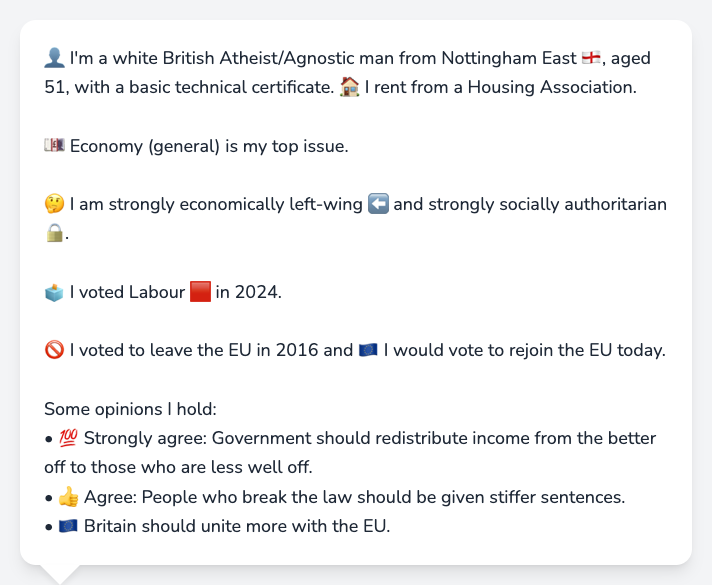 👤 I'm a white British Atheist/Agnostic man from Nottingham East 🏴󠁧󠁢󠁥󠁮󠁧󠁿, aged
51, with a basic technical certificate. 🏠 I rent from a Housing Association.
💷 Economy (general) is my top issue.
🤔 I am strongly economically left-wing ⬅️ and strongly socially authoritarian
🔒.
🗳️ I voted Labour 🟥 in 2024.
🚫 I voted to leave the EU in 2016 and 🇪🇺 I would vote to rejoin the EU today.
Some opinions I hold:
• 💯 Strongly agree: Government should redistribute income from the better
off to those who are less well off.
• 👍 Agree: People who break the law should be given stiffer sentences.
• 🇪🇺 Britain should unite more with the EU.